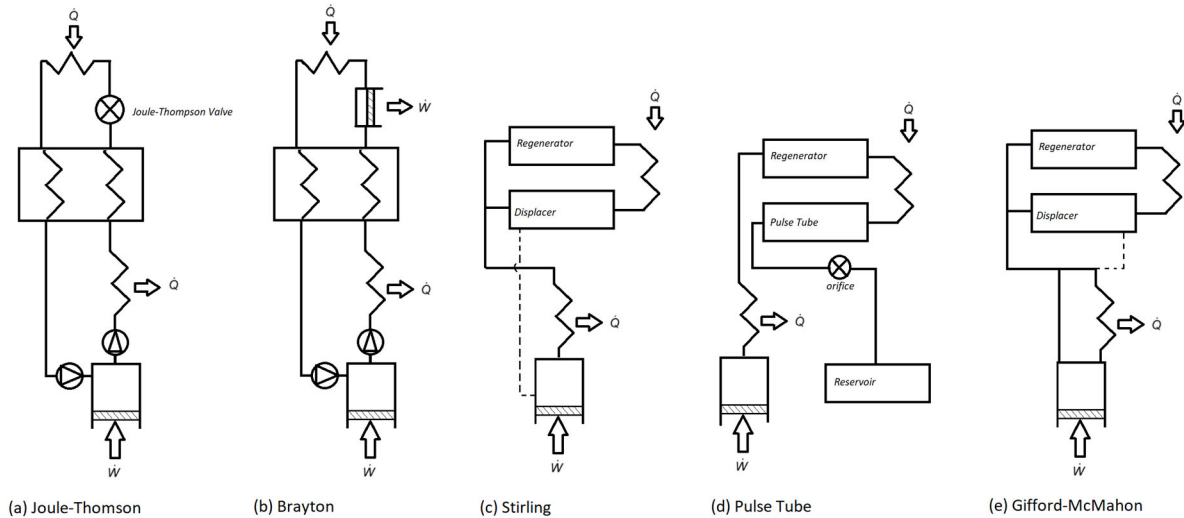 Q̇
Joule-Thompson Valve
Q̇
Ẇ
(a) Joule-Thomson
Q̇
Ẇ
Q̇
Ẇ
(b) Brayton
Q̇
Regenerator
Displacer
Q̇
Ẇ
(c) Stirling
Q̇
Regenerator
Pulse Tube
orifice
Q̇
Reservoir
Ẇ
(d) Pulse Tube
Q̇
Regenerator
Displacer
Q̇
Ẇ
(e) Gifford-McMahon